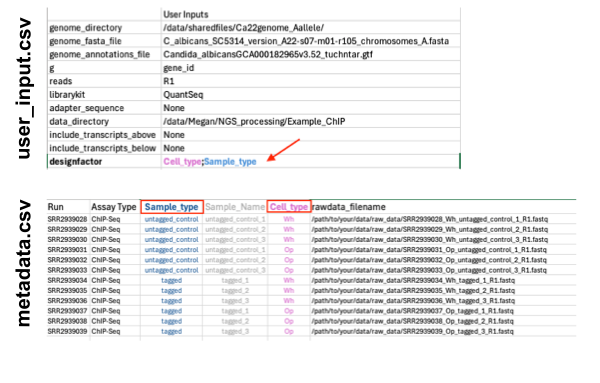 user_input.csv
User Inputs
genome_directory /data/sharedfiles/Ca22genome_Aallele/
genome_fasta_file C_albicans_SC5314_version_A22-s07-m01-r105_chromosomes_A.fasta
genome_annotations_file Candida_albicansGCA000182965v3.52_tuchntar.gtf
g gene_id
reads R1
librarykit QuantSeq
adapter_sequence None
data_directory /data/Megan/NGS_processing/Example_ChIP
include_transcripts_above None
include_transcripts_below None
designfactor Cell_type;Sample_type
metadata.csv
Run Assay Type Sample_type Sample_Name Cell_type rawdata_filename
SRR2939028 ChIP-Seq untagged_control untagged_control_1 Wh /path/to/your/data/raw_data/SRR2939028_Wh_untagged_control_1_R1.fastq
SRR2939029 ChIP-Seq untagged_control untagged_control_2 Wh /path/to/your/data/raw_data/SRR2939029_Wh_untagged_control_2_R1.fastq
SRR2939030 ChIP-Seq untagged_control untagged_control_3 Wh /path/to/your/data/raw_data/SRR2939030_Wh_untagged_control_3_R1.fastq
SRR2939031 ChIP-Seq untagged_control untagged_control_1 Op /path/to/your/data/raw_data/SRR2939031_Op_untagged_control_1_R1.fastq
SRR2939032 ChIP-Seq untagged_control untagged_control_2 Op /path/to/your/data/raw_data/SRR2939032_Op_untagged_control_2_R1.fastq
SRR2939033 ChIP-Seq untagged_control untagged_control_3 Op /path/to/your/data/raw_data/SRR2939033_Op_untagged_control_3_R1.fastq
SRR2939034 ChIP-Seq tagged tagged_1 Wh /path/to/your/data/raw_data/SRR2939034_Wh_tagged_1_R1.fastq
SRR2939035 ChIP-Seq tagged tagged_2 Wh /path/to/your/data/raw_data/SRR2939035_Wh_tagged_2_R1.fastq
SRR2939036 ChIP-Seq tagged tagged_3 Wh /path/to/your/data/raw_data/SRR2939036_Wh_tagged_3_R1.fastq
SRR2939037 ChIP-Seq tagged tagged_1 Op /path/to/your/data/raw_data/SRR2939037_Op_tagged_1_R1.fastq
SRR2939038 ChIP-Seq tagged tagged_2 Op /path/to/your/data/raw_data/SRR2939038_Op_tagged_2_R1.fastq
SRR2939039 ChIP-Seq tagged tagged_3 Op /path/to/your/data/raw_data/SRR2939039_Op_tagged_3_R1.fastq